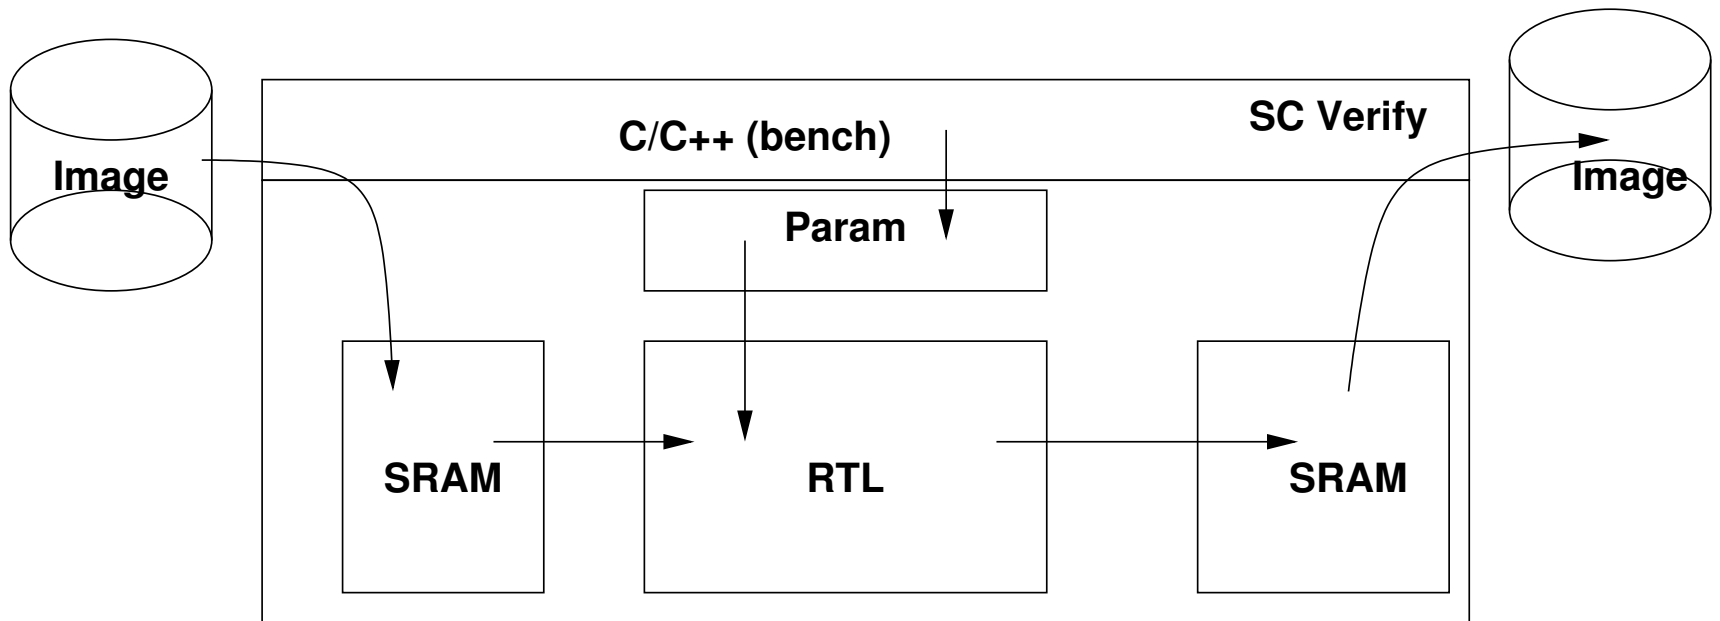 SC Verify
C/C++ (bench)
Image
Image
Param
SRAM
RTL
SRAM